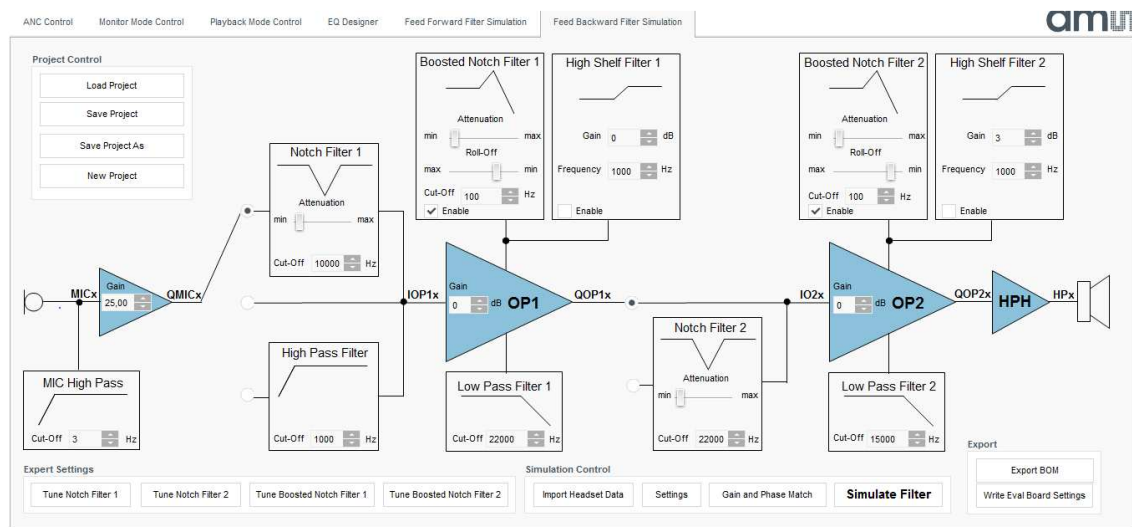 ANC Control Monitor Mode Control Playback Mode Control EQ Designer Feed Forward Filter Simulation Feed Backward Filter Simulation
Project Control
Load Project
Save Project
Save Project As
New Project
Boosted Notch Filter 1
Attenuation
min max
Roll-Off
max min
Cut-Off 100 Hz
Enable
High Shelf Filter 1
Gain 0 dB
Frequency 1000 Hz
Enable
Boosted Notch Filter 2
Attenuation
min max
Roll-Off
max min
Cut-Off 100 Hz
Enable
High Shelf Filter 2
Gain 3 dB
Frequency 1000 Hz
Enable
Notch Filter 1
Attenuation
min max
Cut-Off 10000 Hz
MICx
Gain
25,00
QMICx
IOP1x
Gain
0 dB
OP1
QOP1x
IO2x
Gain
0 dB
OP2
QOP2x
HPH
HPx
MIC High Pass
Cut-Off 3 Hz
High Pass Filter
Cut-Off 1000 Hz
Low Pass Filter 1
Cut-Off 22000 Hz
Notch Filter 2
Attenuation
min max
Cut-Off 22000 Hz
Low Pass Filter 2
Cut-Off 15000 Hz
Expert Settings
Tune Notch Filter 1 Tune Notch Filter 2 Tune Boosted Notch Filter 1 Tune Boosted Notch Filter 2
Simulation Control
Import Headset Data Settings Gain and Phase Match Simulate Filter
Export
Export BOM
Write Eval Board Settings